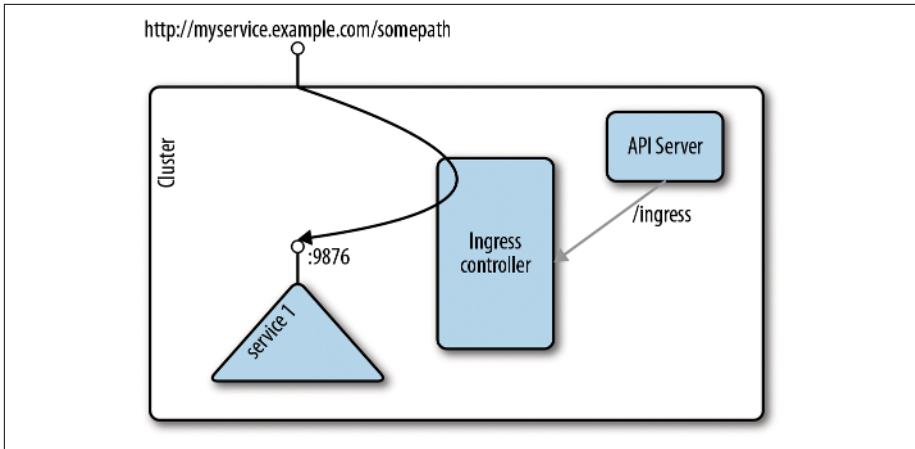 http://myservice.example.com/somepath
Cluster
API Server
/ingress
Ingress
controller
:9876
service 1